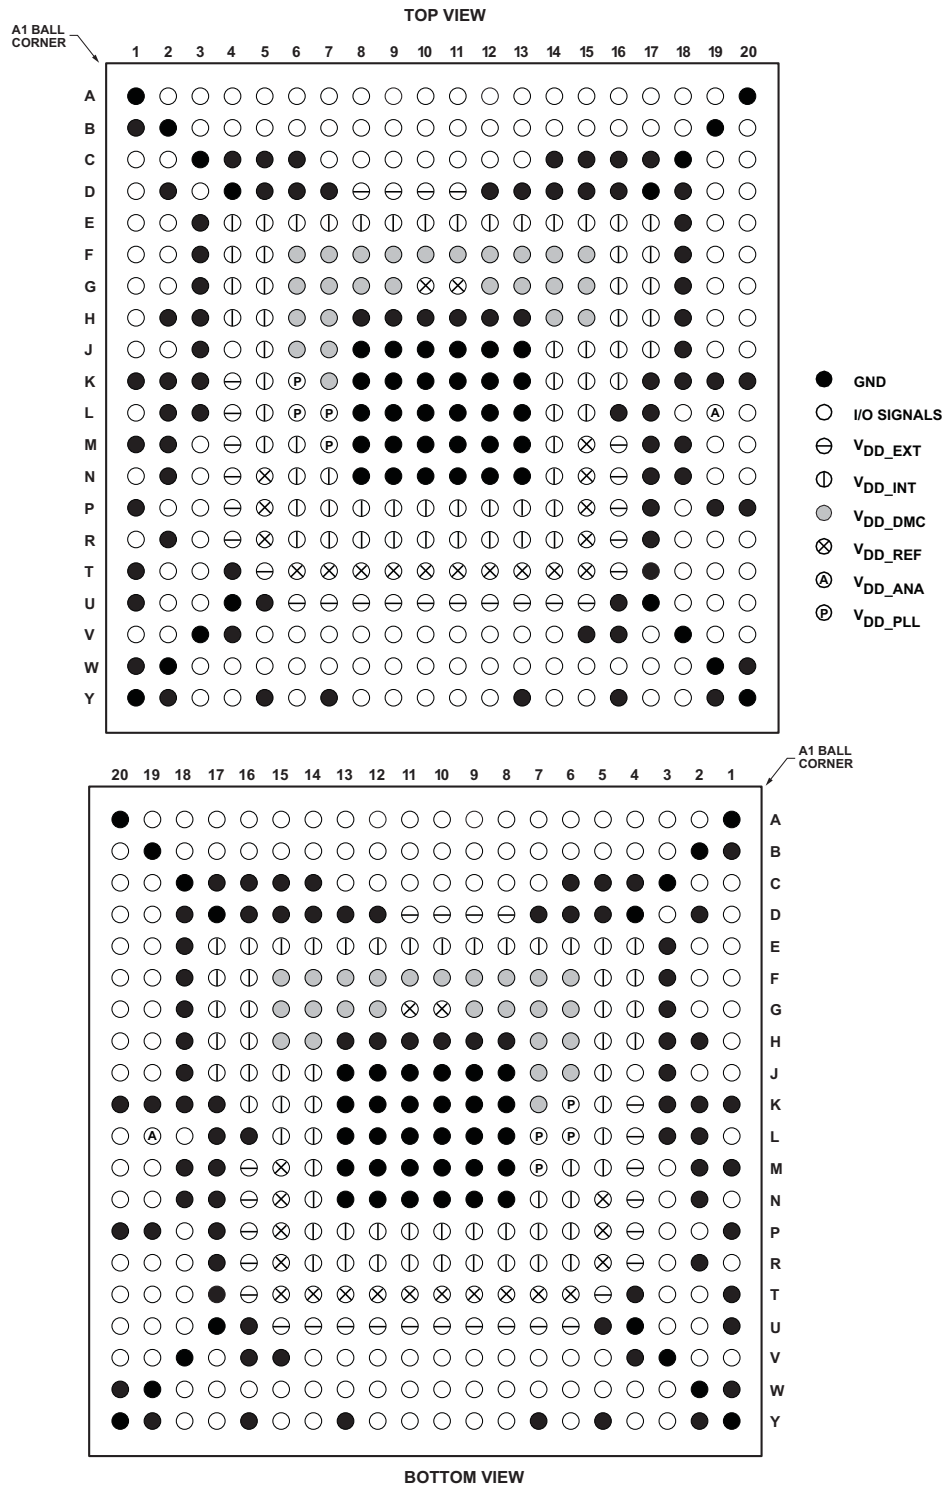 TOP VIEW
A1 BALL
CORNER
1 2 3 4 5 6 7 8 9 10 11 12 13 14 15 16 17 18 19 20
A
B
C
D
E
F
G
H
J
K P
L P P A
M P
N
P
R
T
U
V
W
Y
GND
I/O SIGNALS
VDD_EXT
VDD_INT
VDD_DMC
VDD_REF
A VDD_ANA
P VDD_PLL
A1 BALL
CORNER
20 19 18 17 16 15 14 13 12 11 10 9 8 7 6 5 4 3 2 1
A
B
C
D
E
F
G
H
J
P K
A P P L
P M
N
P
R
T
U
V
W
Y
BOTTOM VIEW